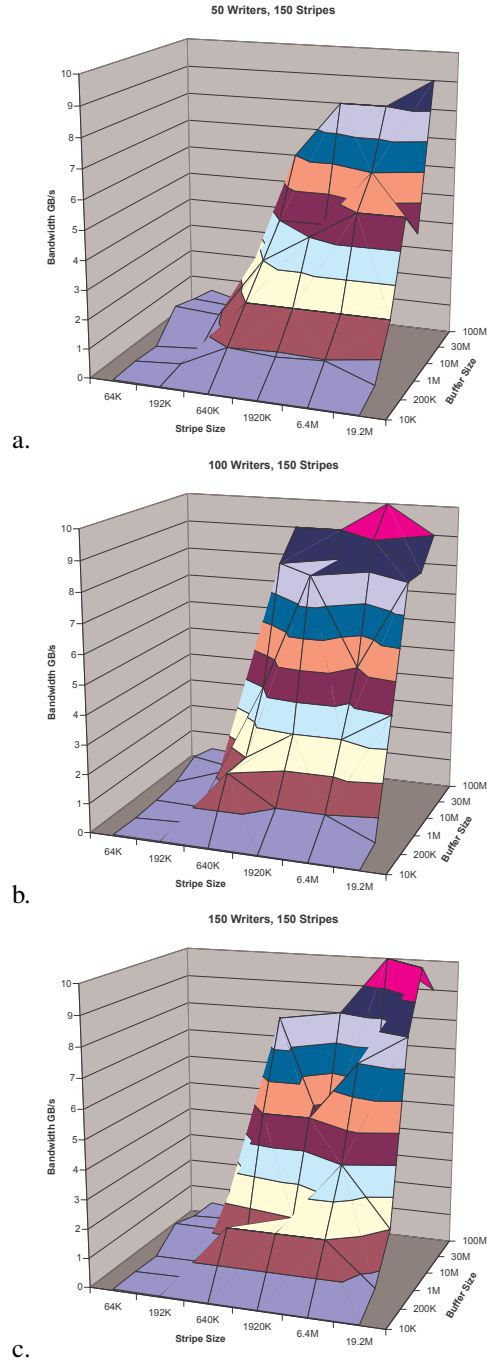 50 Writers, 150 Stripes
10
9
8
7
6
5
4
3
2
1
0
Bandwidth GB/s
64K
192K
640K
1920K
6.4M
19.2M
Stripe Size
100M
30M
10M
1M
200K
10K
Buffer Size
a.
100 Writers, 150 Stripes
10
9
8
7
6
5
4
3
2
1
0
Bandwidth GB/s
64K
192K
640K
1920K
6.4M
19.2M
Stripe Size
100M
30M
10M
1M
200K
10K
Buffer Size
b.
150 Writers, 150 Stripes
10
9
8
7
6
5
4
3
2
1
0
Bandwidth GB/s
64K
192K
640K
1920K
6.4M
19.2M
Stripe Size
100M
30M
10M
1M
200K
10K
Buffer Size
c.